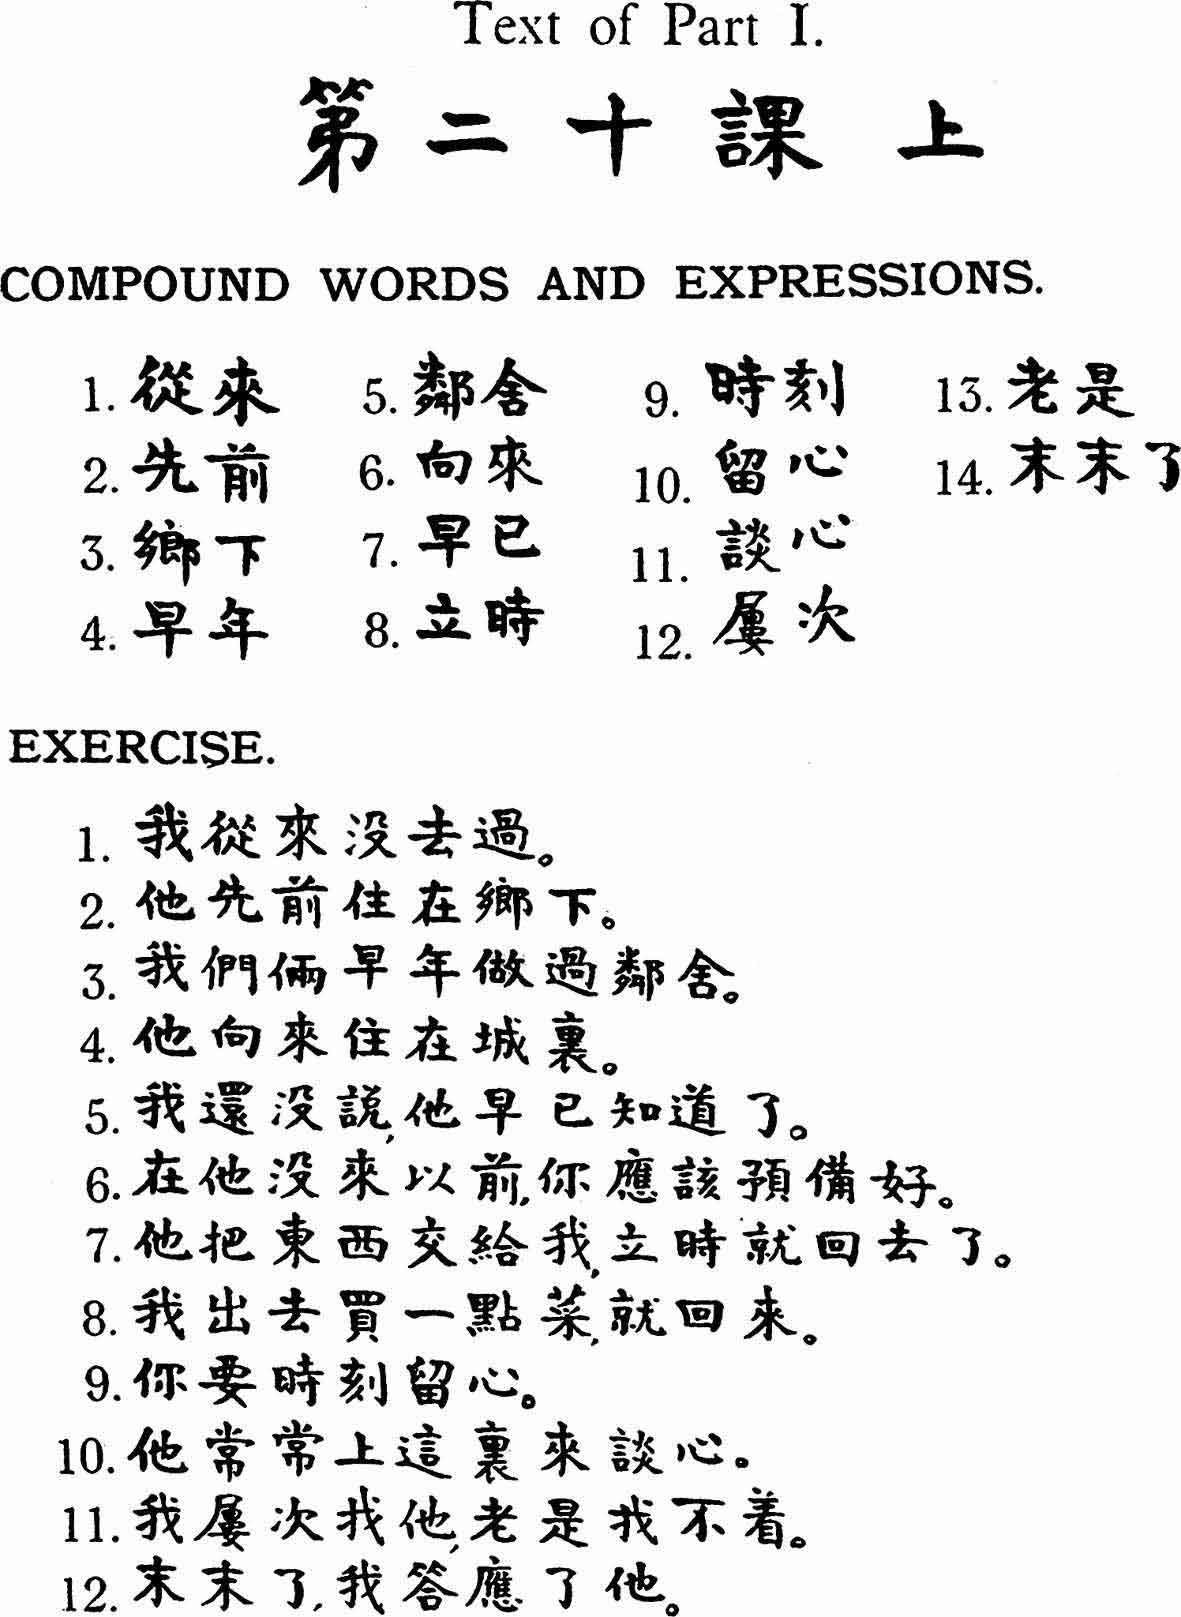 Text of Part I.
第二十課上
COMPOUND WORDS AND EXPRESSIONS.
1. 從來 5. 鄰舍 9. 時刻 13. 老是
2. 先前 6. 向來 10. 留心 14. 末末了
3. 鄉下 7. 早已 11. 談心
4. 早年 8. 立時 12. 屢次
EXERCISE.
1. 我從來没去過。
2. 他先前住在鄉下。
3. 我們倆早年做過鄰舍。
4. 他向來住在城裏。
5. 我還没説,他早已知道了。
6. 在他没來以前,你應該預備好。
7. 他把東西交給我,立時就回去了。
8. 我出去買一點菜,就回來。
9. 你要時刻留心。
10. 他常常上這裏來談心。
11. 我屢次找他,老是找不着。
12. 末末了,我答應了他。